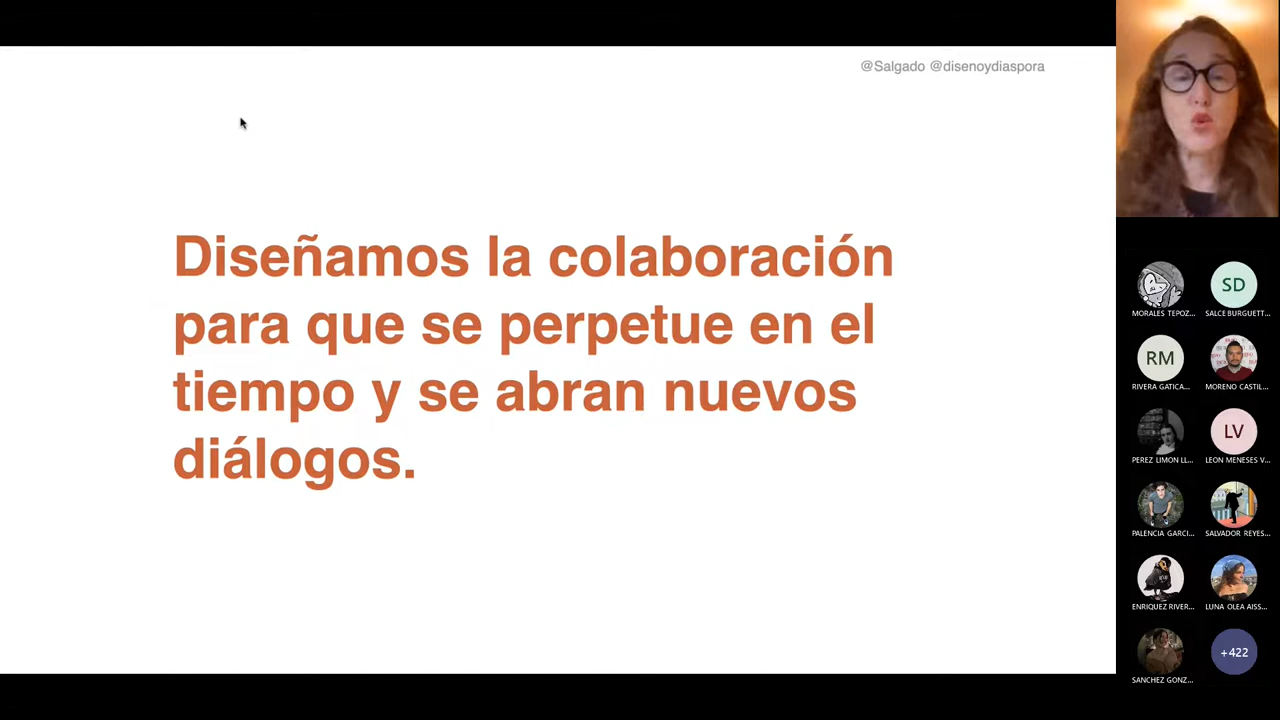 @Salgado @disenoydiaspora
Diseñamos la colaboración
para que se perpetue en el
tiempo y se abran nuevos
diálogos.
SD
MORALES TEPOZ...
SALCE BURGUETT...
RM
RIVERA GATICA...
MORENO CASTIL...
LV
PEREZ LIMON LL...
LEON MENESES V...
PALENCIA GARCI...
SALVADOR REYES...
ENRIQUEZ RIVER...
LUNA OLEA AISS...
+422
SANCHEZ GONZ...